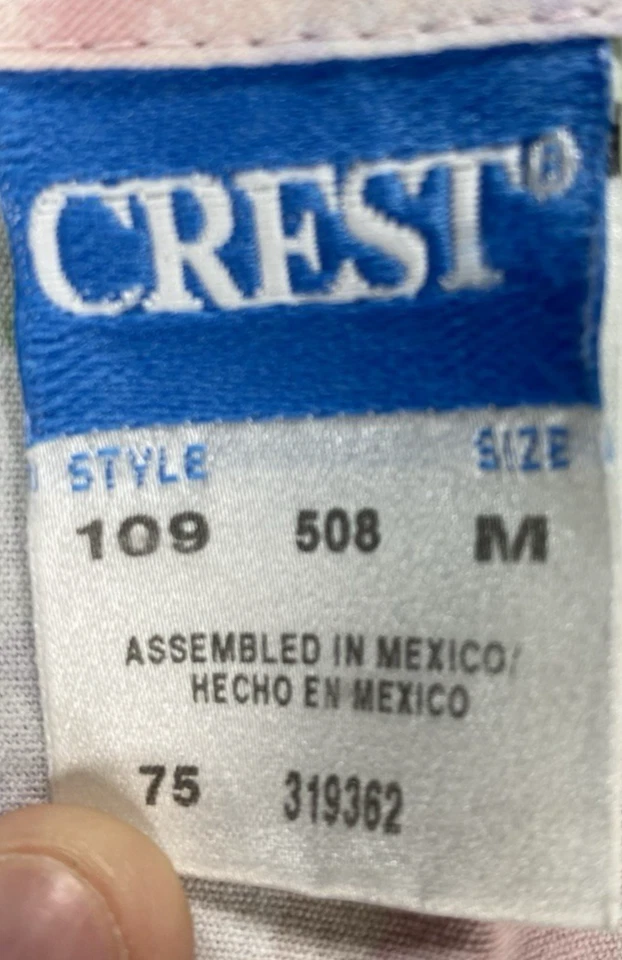 CREST®
STYLE SIZE
109 508 M
ASSEMBLED IN MEXICO/
HECHO EN MEXICO
75 319362